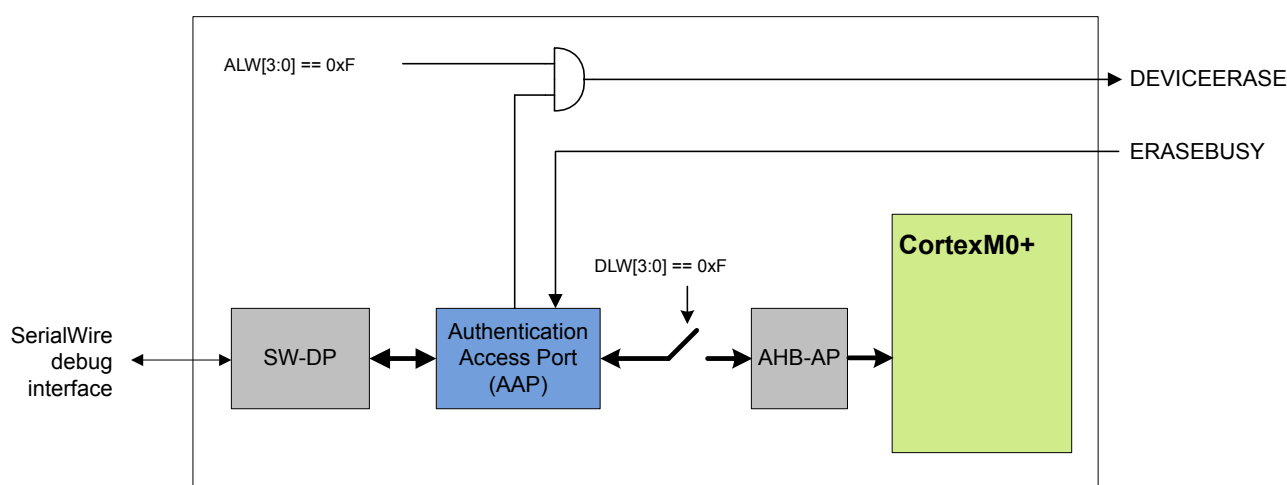 ALW[3:0] == 0xF
DEVICEERASE
ERASEBUSY
CortexM0+
DLW[3:0] == 0xF
SerialWire
debug
interface
SW-DP
Authentication
Access Port
(AAP)
AHB-AP